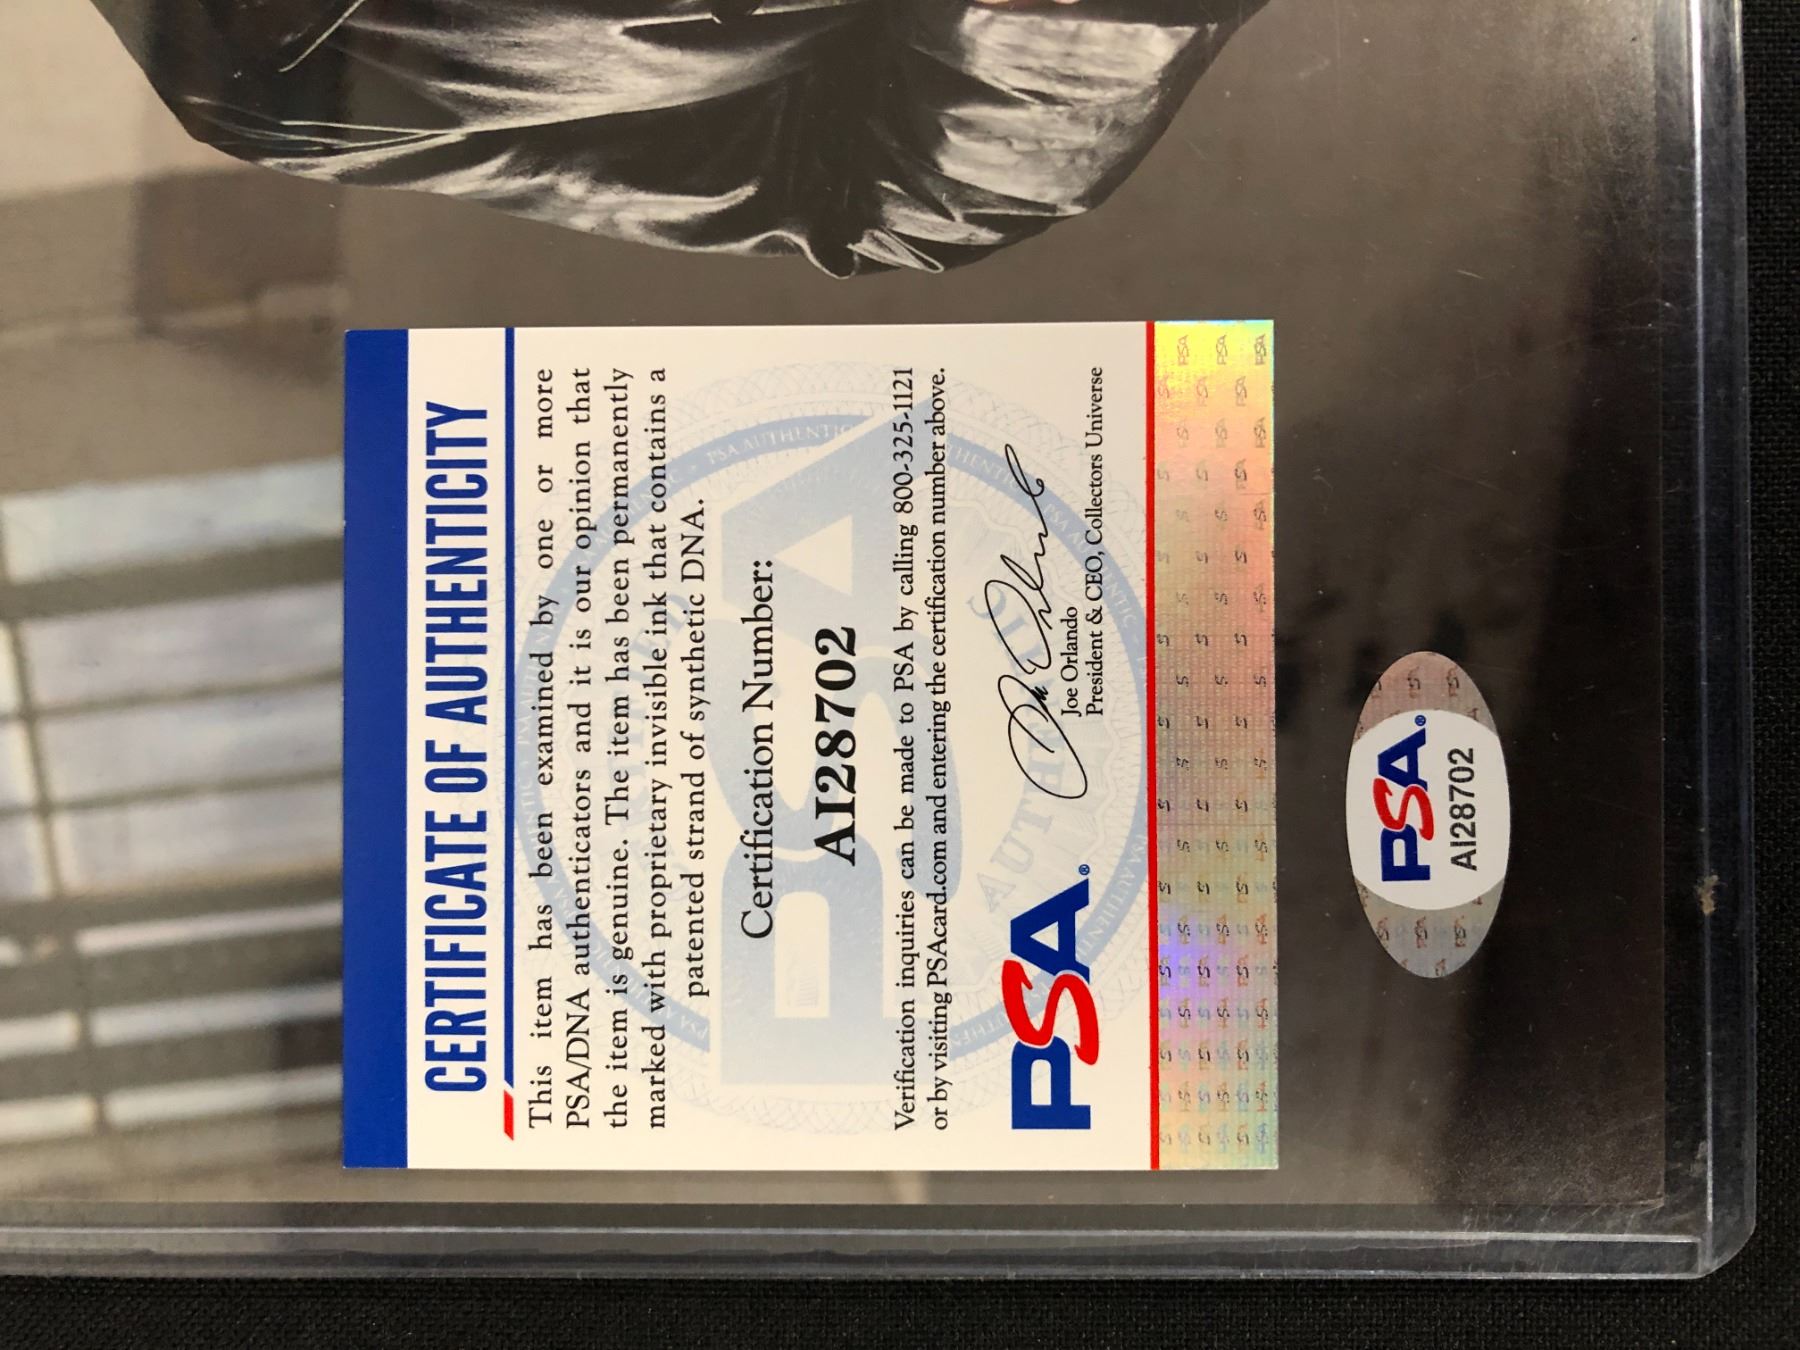 CERTIFICATE OF AUTHENTICITY
This item has been examined by one or more
PSA/DNA authenticators and it is our opinion that
the item is genuine. The item has been permanently
marked with proprietary invisible ink that contains a
patented strand of synthetic DNA.
Certification Number:
AI28702
Verification inquiries can be made to PSA by calling 800-325-1121
or by visiting PSAcard.com and entering the certification number above.
PSA®
Joe Orlando
President & CEO, Collectors Universe
PSA®
AI28702